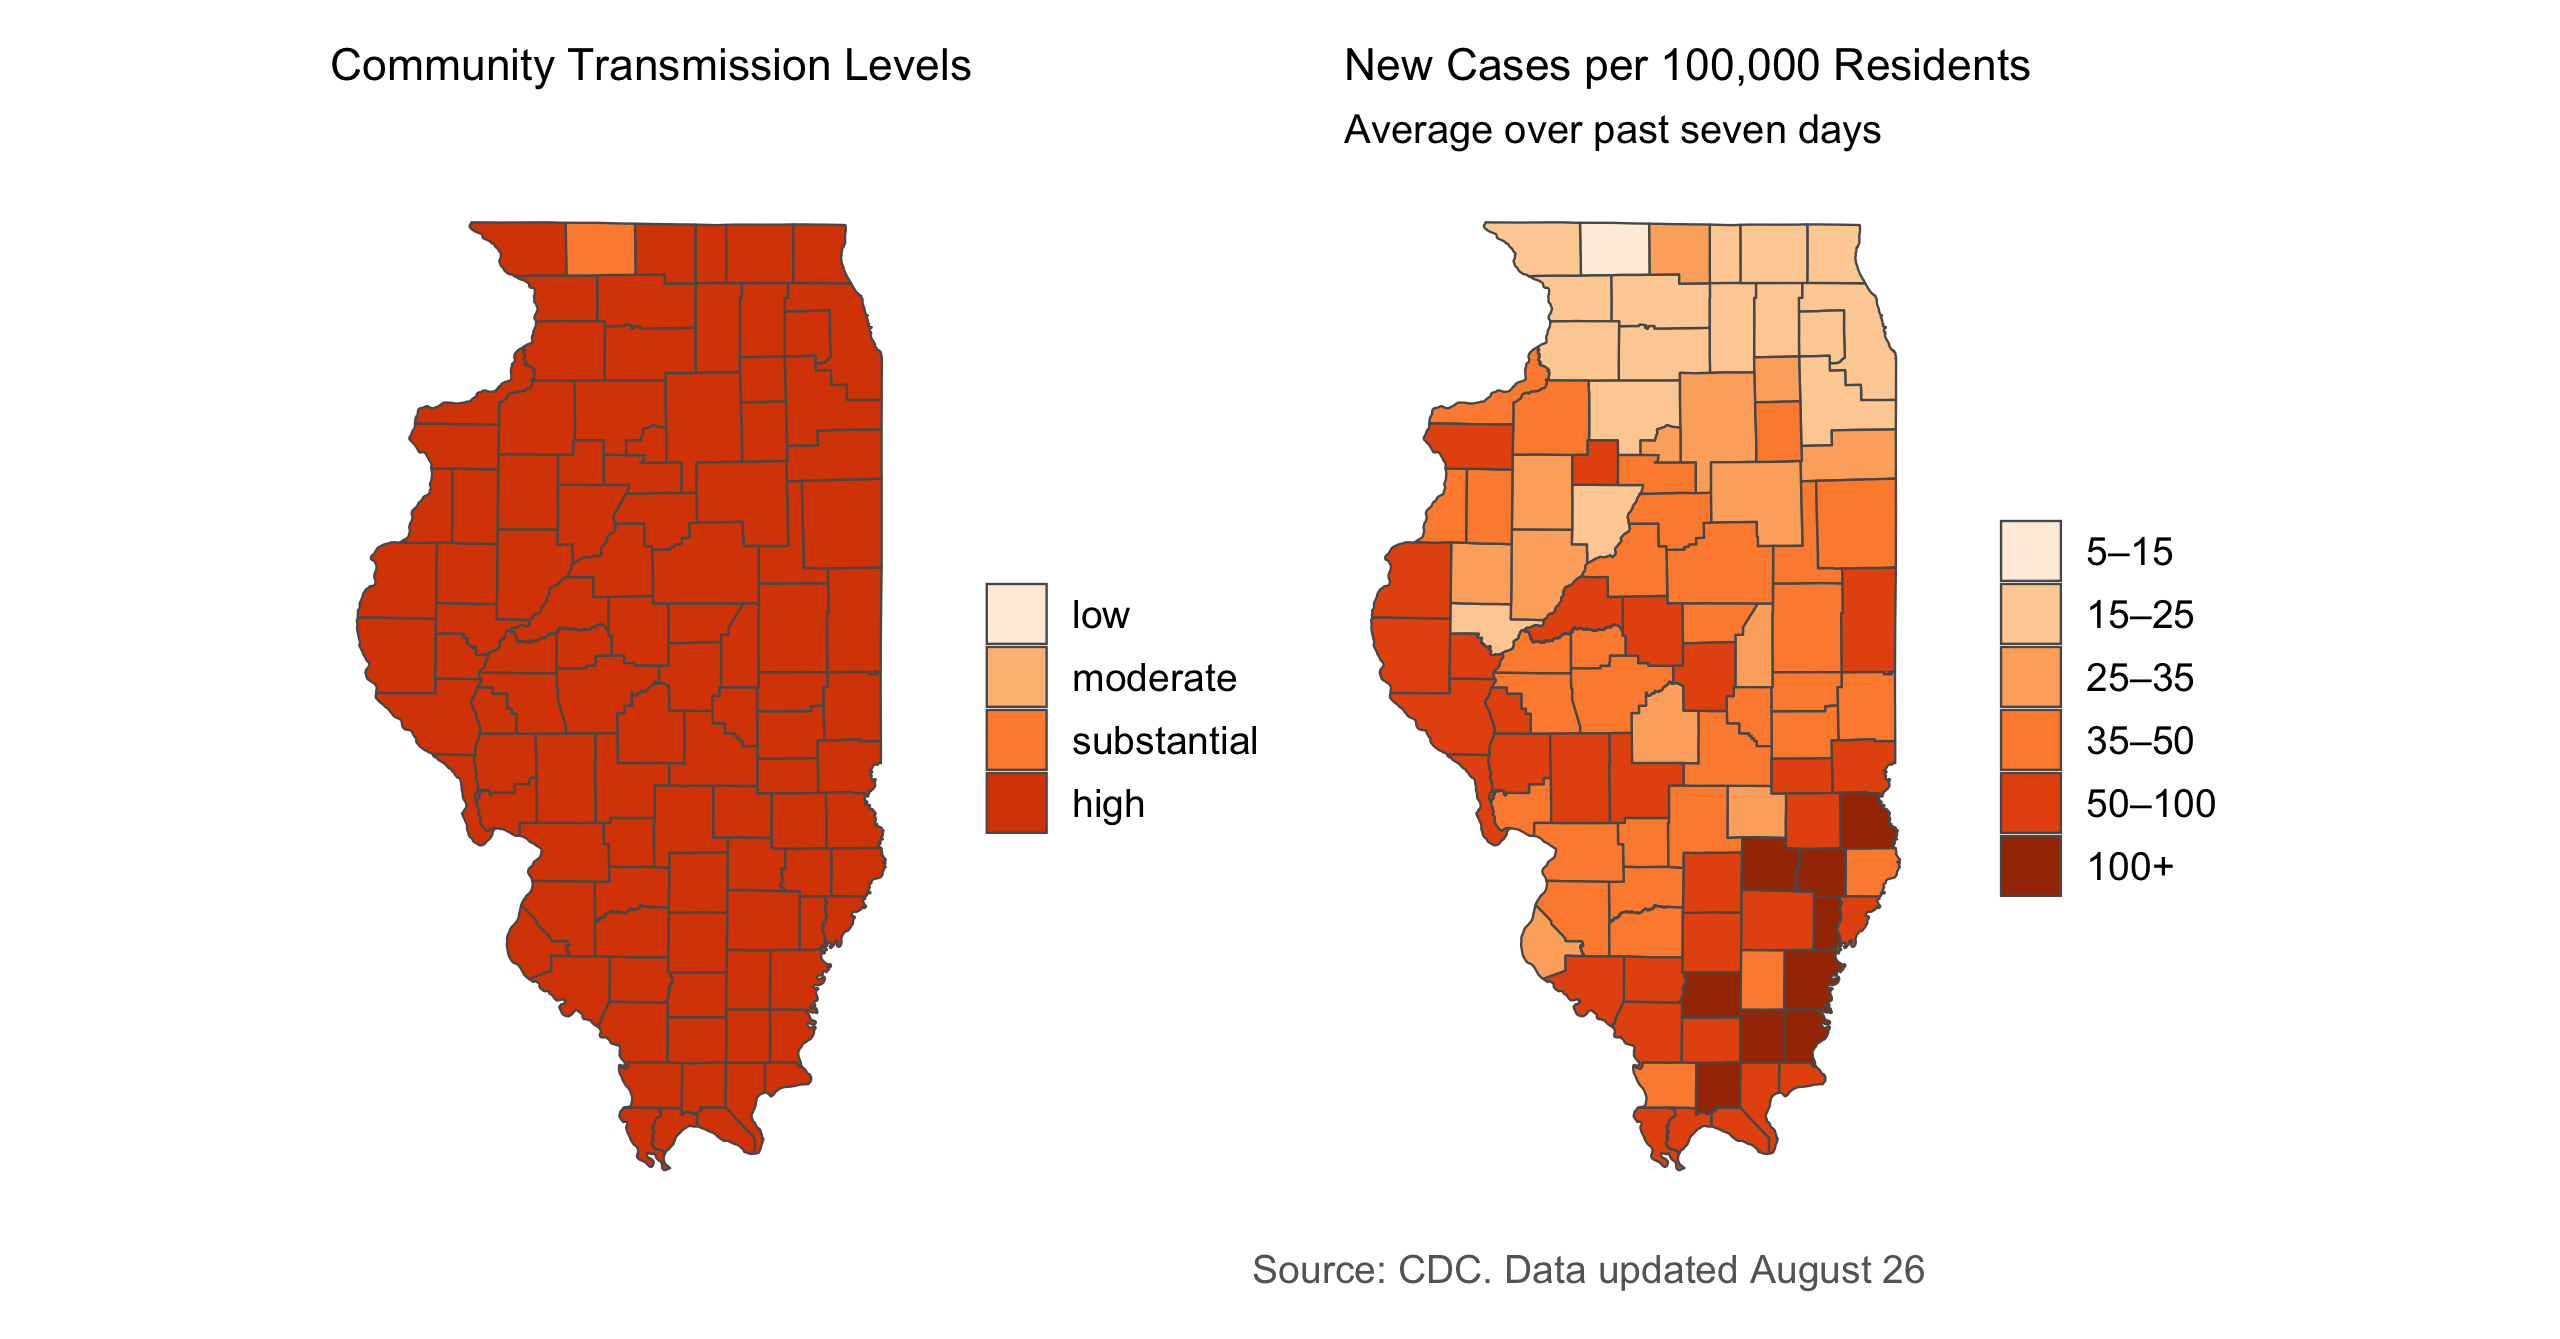 Community Transmission Levels
low
moderate
substantial
high
New Cases per 100,000 Residents
Average over past seven days
5–15
15–25
25–35
35–50
50–100
100+
Source: CDC. Data updated August 26